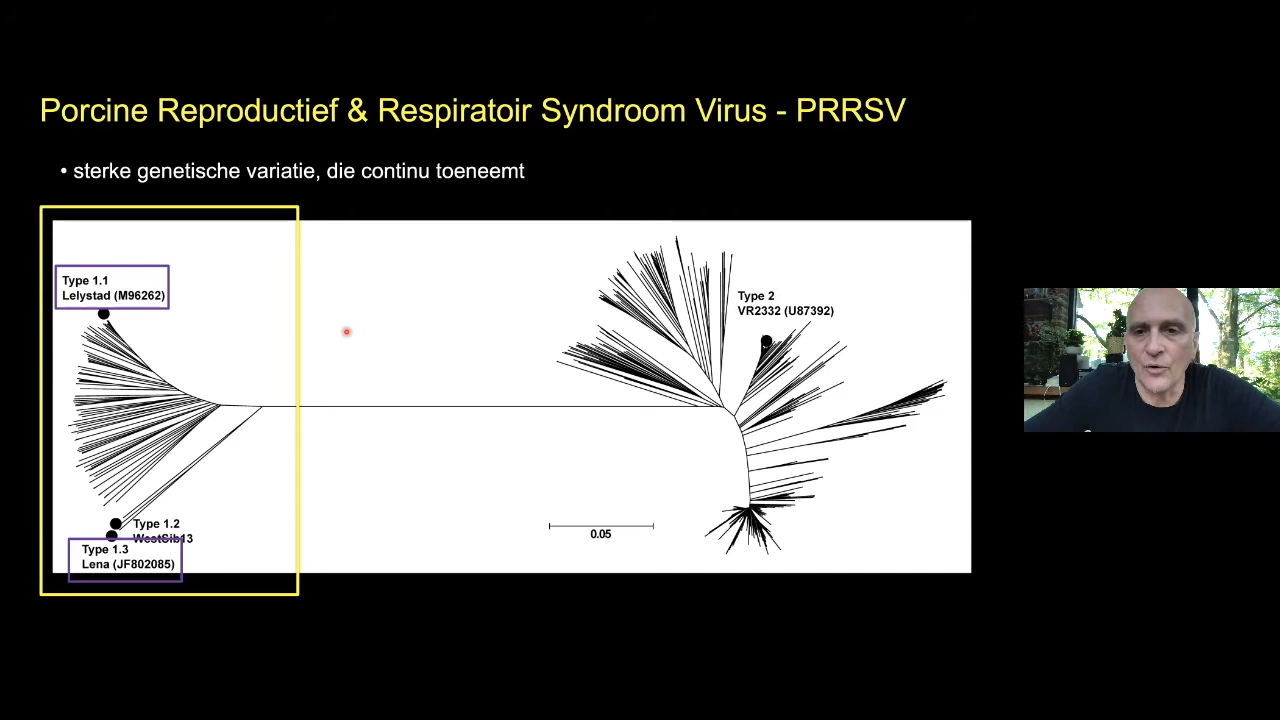 Porcine Reproductief & Respiratoir Syndroom Virus - PRRSV
• sterke genetische variatie, die continu toeneemt
Type 1.1
Lelystad (M96262)
Type 2
VR2332 (U87392)
Type 1.2
WestSib13
Type 1.3
Lena (JF802085)
0.05